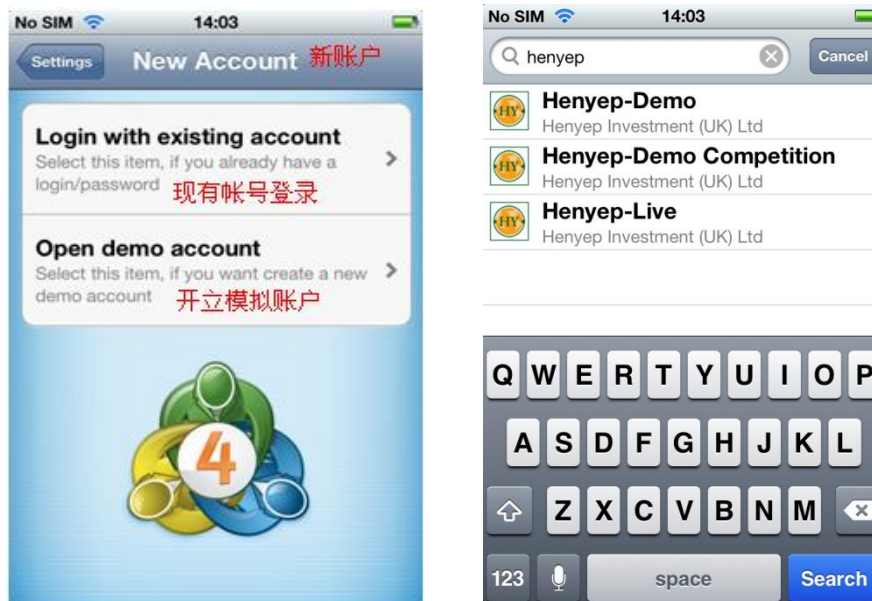 No SIM 14:03
Settings New Account 新账户
Login with existing account
Select this item, if you already have a
login/password 现有帐号登录
Open demo account
Select this item, if you want create a new
demo account 开立模拟账户
4
No SIM 14:03
henyep Cancel
HY Henyep-Demo
Henyep Investment (UK) Ltd
HY Henyep-Demo Competition
Henyep Investment (UK) Ltd
HY Henyep-Live
Henyep Investment (UK) Ltd
Q W E R T Y U I O P
A S D F G H J K L
Z X C V B N M
123 space Search